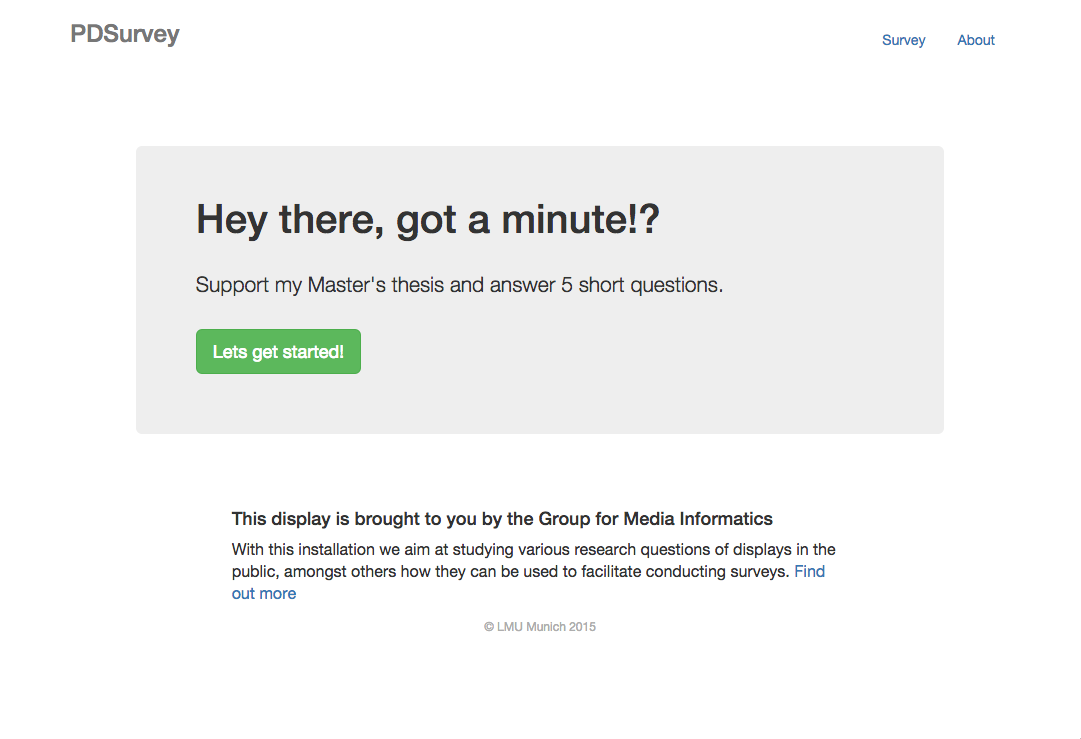 PDSurvey
Survey
About
Hey there, got a minute!?
Support my Master's thesis and answer 5 short questions.
Lets get started!
This display is brought to you by the Group for Media Informatics
With this installation we aim at studying various research questions of displays in the
public, amongst others how they can be used to facilitate conducting surveys. Find
out more
© LMU Munich 2015